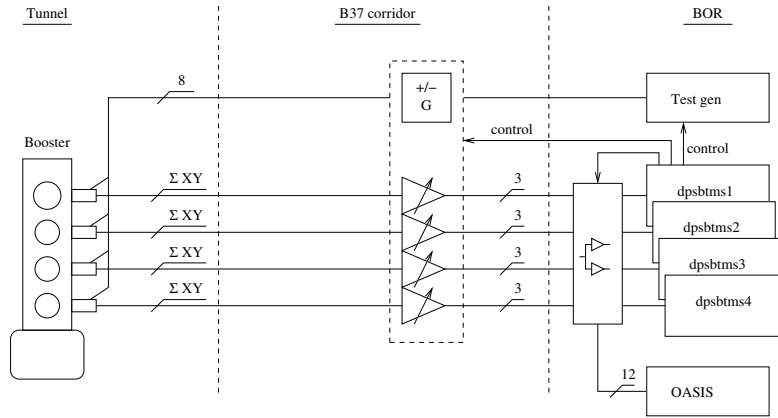 Tunnel
B37 corridor
BOR
8
+/−
G
Test gen
control
control
Booster
Σ XY
3
dpsbtms1
Σ XY
3
dpsbtms2
Σ XY
3
dpsbtms3
Σ XY
3
dpsbtms4
12
OASIS